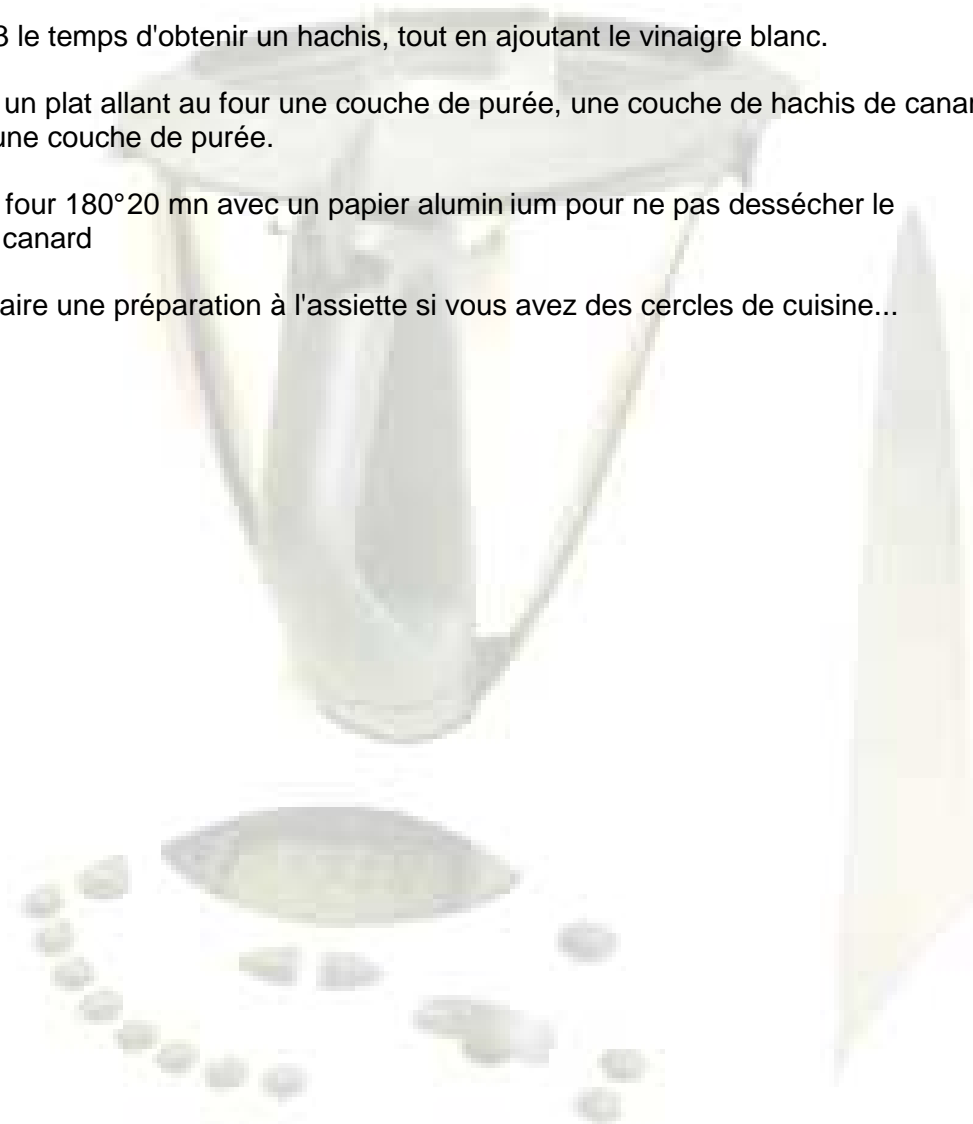 3 le temps d'obtenir un hachis, tout en ajoutant le vinaigre blanc.
un plat allant au four une couche de purée, une couche de hachis de canar
une couche de purée.
four 180°20 mn avec un papier alumin ium pour ne pas dessécher le
canard
aire une préparation à l'assiette si vous avez des cercles de cuisine...